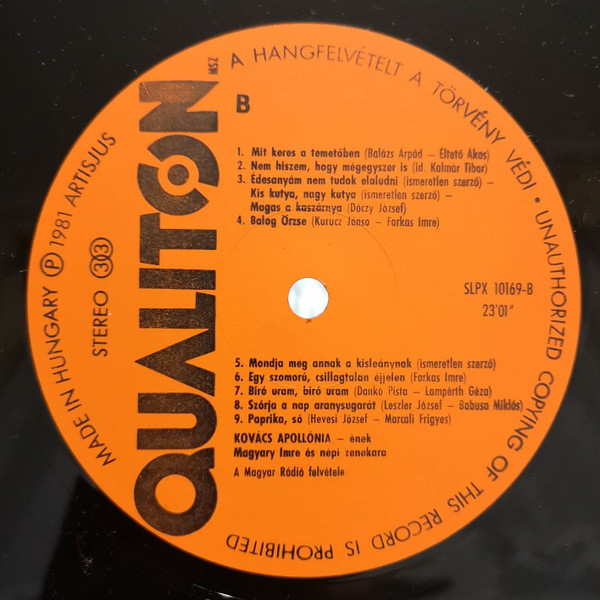 A HANGFELVÉTELT A TÖRVÉNY VÉDI • UNAUTHORIZED COPYING OF THIS RECORD IS PROHIBITED
MADE IN HUNGARY Ⓟ 1981 ARTISJUS
STEREO 33
QUALITON
MSZ
B
1. Mit keres a temetőben (Balázs Árpád – Éltető Ákos)
2. Nem hiszem, hogy mégegyszer is (id. Kalmár Tibor)
3. Édesanyám nem tudok elaludni (ismeretlen szerző) –
Kis kutya, nagy kutya (ismeretlen szerző) –
Magas a kaszárnya (Dóczy József)
4. Balog Örzse (Kurucz János – Farkas Imre)
SLPX 10169-B
23'01"
5. Mondja meg annak a kisleánynak (ismeretlen szerző)
6. Egy szomorú, csillagtalan éjjelen (Farkas Imre)
7. Bíró uram, bíró uram (Dankó Pista – Lampérth Géza)
8. Szórja a nap aranysugarát (Leszler József – Babusa Miklós)
9. Paprika, só (Hevesi József – Marcali Frigyes)
KOVÁCS APOLLÓNIA – ének
Magyary Imre és népi zenekara
A Magyar Rádió felvétele